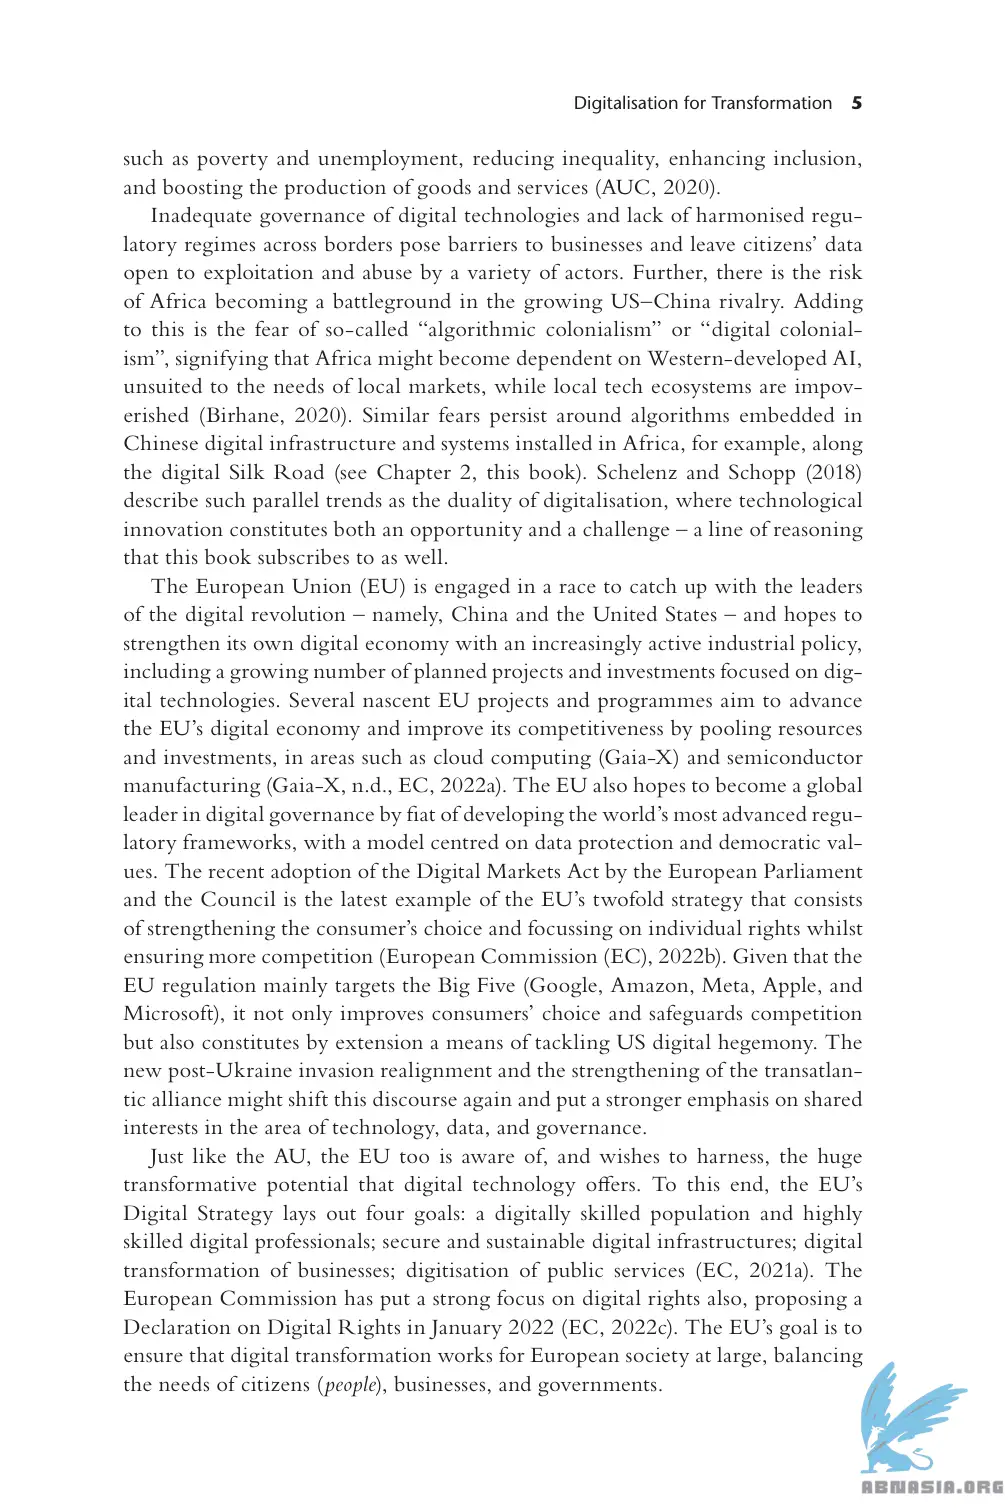 Digitalisation for Transformation 5
such as poverty and unemployment, reducing inequality, enhancing inclusion,
and boosting the production of goods and services (AUC, 2020).
Inadequate governance of digital technologies and lack of harmonised regu-
latory regimes across borders pose barriers to businesses and leave citizens’ data
open to exploitation and abuse by a variety of actors. Further, there is the risk
of Africa becoming a battleground in the growing US–China rivalry. Adding
to this is the fear of so-called “algorithmic colonialism” or “digital colonial-
ism”, signifying that Africa might become dependent on Western-developed AI,
unsuited to the needs of local markets, while local tech ecosystems are impov-
erished (Birhane, 2020). Similar fears persist around algorithms embedded in
Chinese digital infrastructure and systems installed in Africa, for example, along
the digital Silk Road (see Chapter 2, this book). Schelenz and Schopp (2018)
describe such parallel trends as the duality of digitalisation, where technological
innovation constitutes both an opportunity and a challenge – a line of reasoning
that this book subscribes to as well.
The European Union (EU) is engaged in a race to catch up with the leaders
of the digital revolution – namely, China and the United States – and hopes to
strengthen its own digital economy with an increasingly active industrial policy,
including a growing number of planned projects and investments focused on dig-
ital technologies. Several nascent EU projects and programmes aim to advance
the EU’s digital economy and improve its competitiveness by pooling resources
and investments, in areas such as cloud computing (Gaia-X) and semiconductor
manufacturing (Gaia-X, n.d., EC, 2022a). The EU also hopes to become a global
leader in digital governance by fiat of developing the world’s most advanced regu-
latory frameworks, with a model centred on data protection and democratic val-
ues. The recent adoption of the Digital Markets Act by the European Parliament
and the Council is the latest example of the EU’s twofold strategy that consists
of strengthening the consumer’s choice and focussing on individual rights whilst
ensuring more competition (European Commission (EC), 2022b). Given that the
EU regulation mainly targets the Big Five (Google, Amazon, Meta, Apple, and
Microsoft), it not only improves consumers’ choice and safeguards competition
but also constitutes by extension a means of tackling US digital hegemony. The
new post-Ukraine invasion realignment and the strengthening of the transatlan-
tic alliance might shift this discourse again and put a stronger emphasis on shared
interests in the area of technology, data, and governance.
Just like the AU, the EU too is aware of, and wishes to harness, the huge
transformative potential that digital technology offers. To this end, the EU’s
Digital Strategy lays out four goals: a digitally skilled population and highly
skilled digital professionals; secure and sustainable digital infrastructures; digital
transformation of businesses; digitisation of public services (EC, 2021a). The
European Commission has put a strong focus on digital rights also, proposing a
Declaration on Digital Rights in January 2022 (EC, 2022c). The EU’s goal is to
ensure that digital transformation works for European society at large, balancing
the needs of citizens (people), businesses, and governments.
ABNASIA.ORG